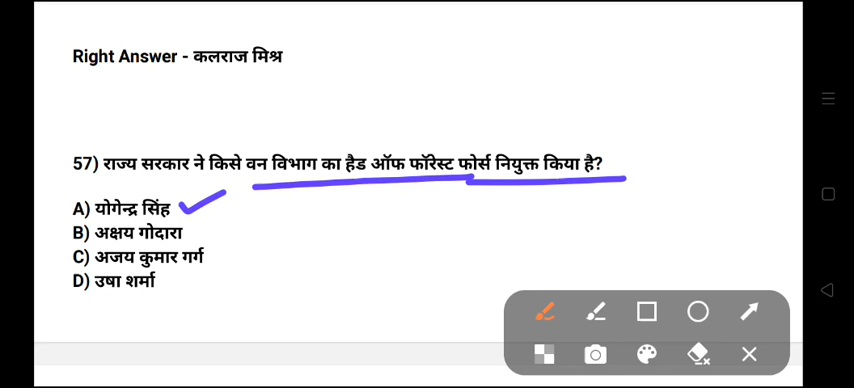 Right Answer - कलराज मिश्र
57) राज्य सरकार ने किसे वन विभाग का हैड ऑफ फॉरेस्ट फोर्स नियुक्त किया है?
A) योगेन्द्र सिंह
B) अक्षय गोदारा
C) अजय कुमार गर्ग
D) उषा शर्मा